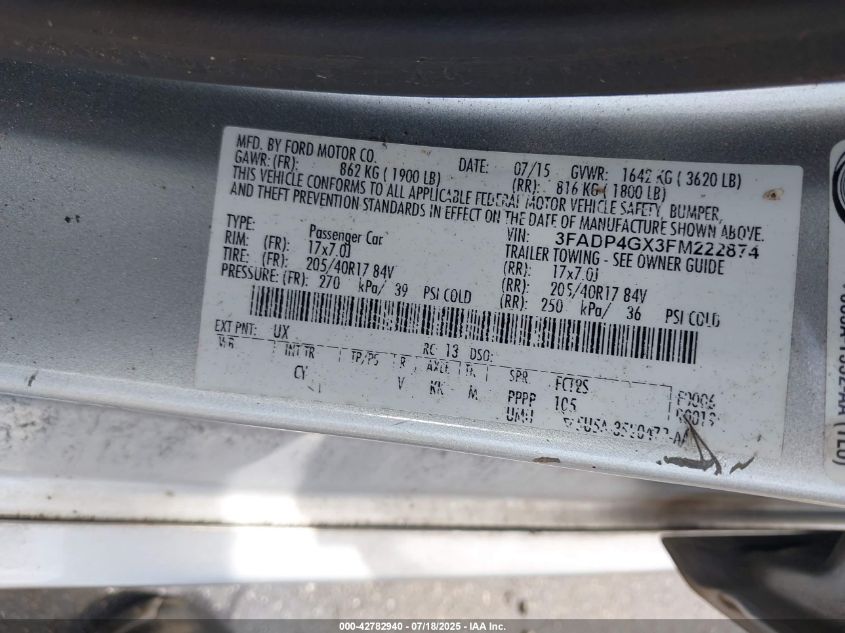 MFD. BY FORD MOTOR CO. DATE: 07/15 GVWR: 1642 KG ( 3620 LB)
GAWR: (FR): 862 KG ( 1900 LB) (RR): 816 KG ( 1800 LB)
THIS VEHICLE CONFORMS TO ALL APPLICABLE FEDERAL MOTOR VEHICLE SAFETY, BUMPER,
AND THEFT PREVENTION STANDARDS IN EFFECT ON THE DATE OF MANUFACTURE SHOWN ABOVE.
VIN: 3FADP4GX3FM222874
TYPE: Passenger Car TRAILER TOWING - SEE OWNER GUIDE
RIM: (FR): 17x7.0J (RR): 17x7.0J
TIRE: (FR): 205/40R17 84V (RR): 205/40R17 84V
PRESSURE: (FR): 270 kPa/ 39 PSI COLD (RR): 250 kPa/ 36 PSI COLD
EXT PNT: UX RC: 13 DSO:
WB INT TR TP/PS R AXLE TR SPR FCTPS
CY V KK M PPPP 105
UMH
000-42782940 - 07/18/2025 - IAA Inc.